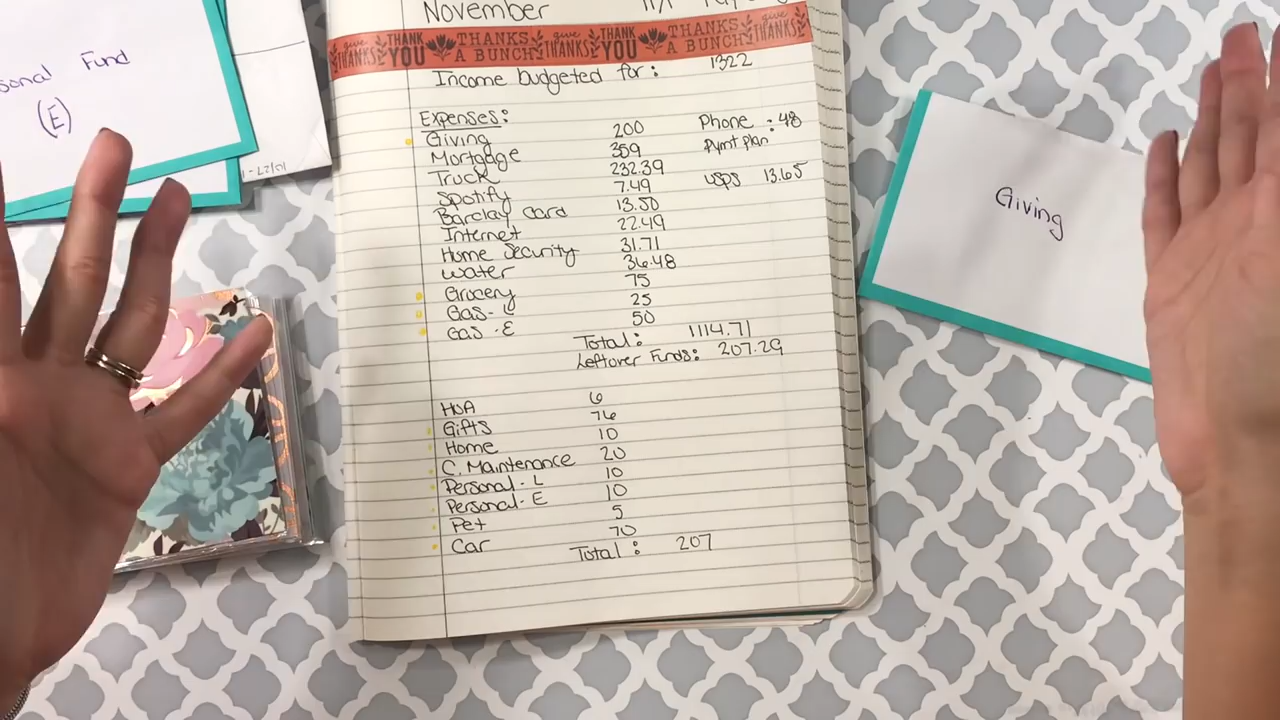 sonal Fund
(E)
November 11/1
give THANKS THANK YOU THANKS A BUNCH give THANKS THANK YOU THANKS A BUNCH give THANKS
Income budgeted for: 1322
Expenses:
Giving 200 Phone : 48
Mortgage 359 Pymt plan
Truck 232.39 USPS 13.65
Spotify 7.49
Barclay Card 13.50
Internet 22.49
Home Security 31.71
Water 36.48
Grocery 75
Gas - L 25
Gas - E 50
Total: 1114.71
Leftover Funds: 207.29
HOA 6
Gifts 76
Home 10
C. Maintenance 20
Personal - L 10
Personal - E 10
Pet 5
Car 70
Total: 207
Giving